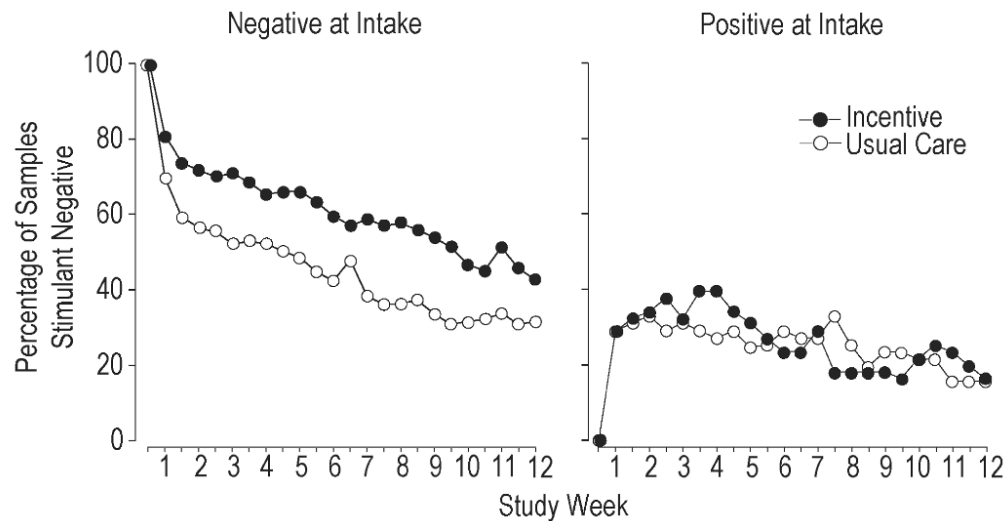 Negative at Intake
Positive at Intake
Percentage of Samples
Stimulant Negative
100
80
60
40
20
0
Incentive
Usual Care
1 2 3 4 5 6 7 8 9 10 11 12
1 2 3 4 5 6 7 8 9 10 11 12
Study Week